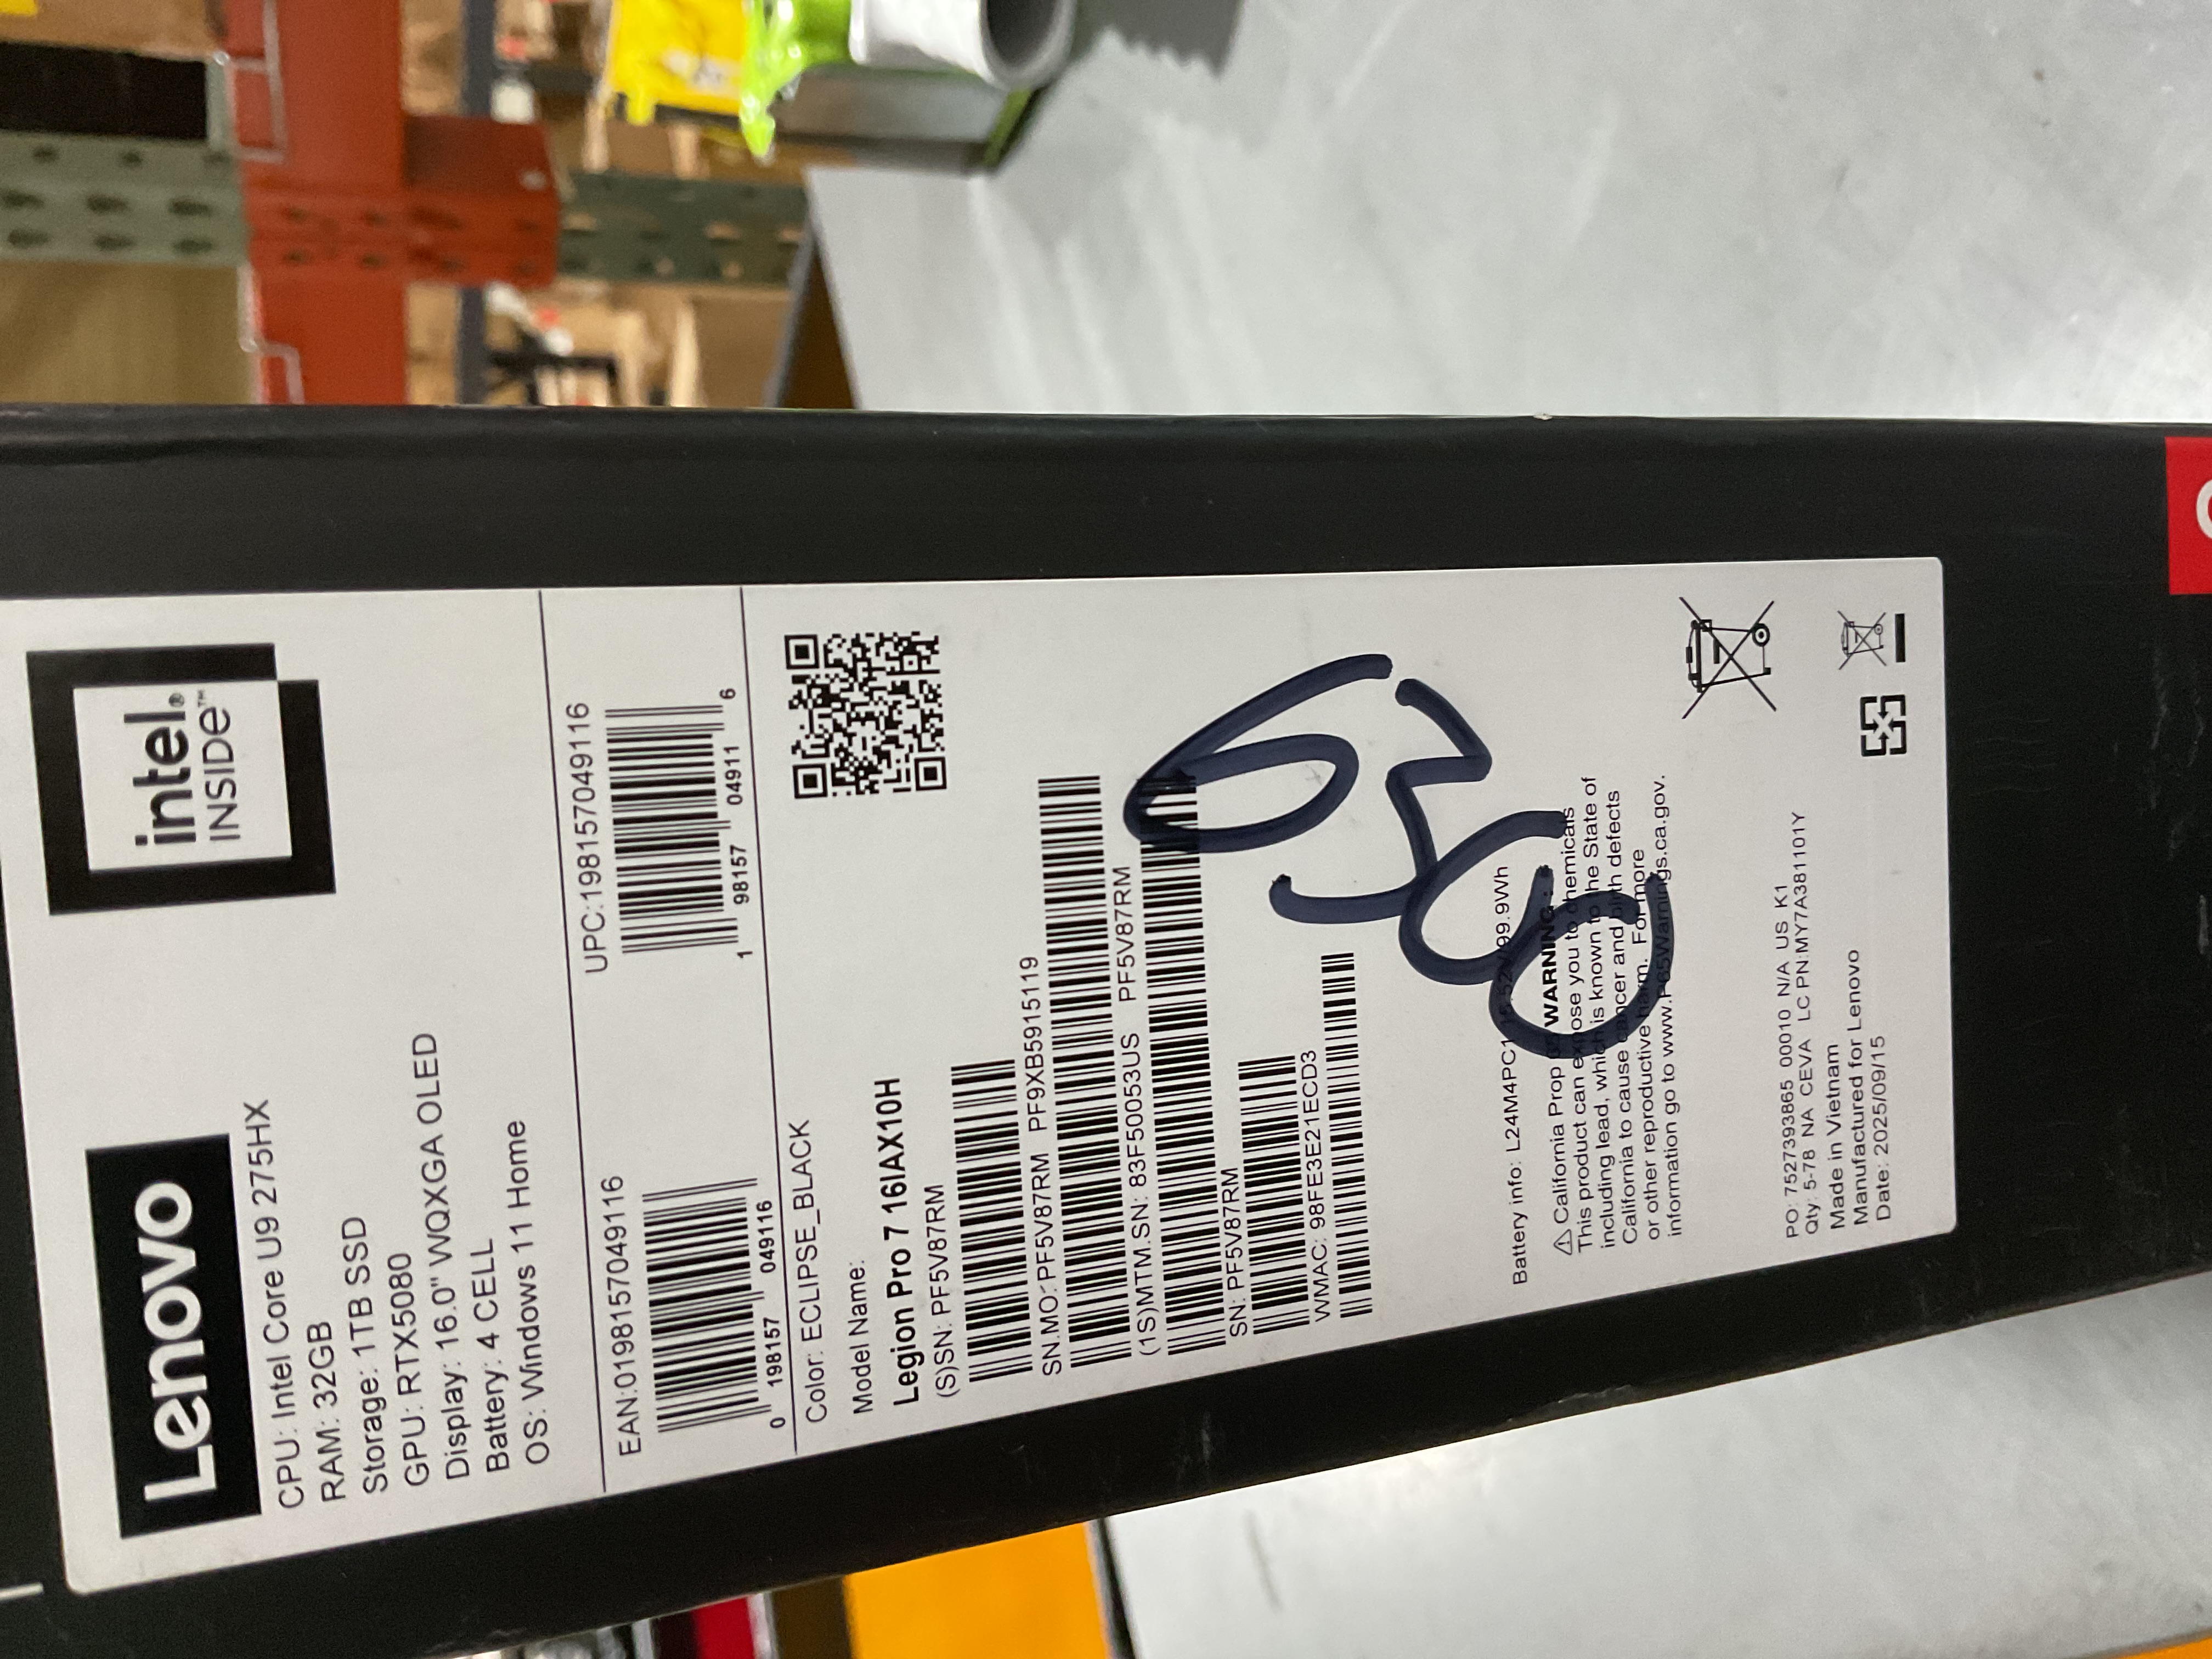 Lenovo
intel®
INSIDE™
CPU: Intel Core U9 275HX
RAM: 32GB
Storage: 1TB SSD
GPU: RTX5080
Display: 16.0" WQXGA OLED
Battery: 4 CELL
OS: Windows 11 Home
EAN:0198157049116
0 198157 049116
UPC:198157049116
1 98157 04911 6
Color: ECLIPSE_BLACK
Model Name:
Legion Pro 7 16IAX10H
(S)SN: PF5V87RM
SN.MO:PF5V87RM PF9XB5915119
(1S)MTM.SN: 83F50053US PF5V87RM
SN: PF5V87RM
WMAC: 98FE3E21ECD3
Battery info: L24M4PC1 99.9Wh
⚠ California Prop WARNING
This product can expose you to chemicals
including lead, which is known to the State of
California to cause cancer and birth defects
or other reproductive harm. For more
information go to www.P65Warnings.ca.gov.
PO: 7527393865 00010 N/A US K1
Qty: 5-78 NA CEVA LC PN:MY7A381101Y
Made in Vietnam
Manufactured for Lenovo
Date: 2025/09/15